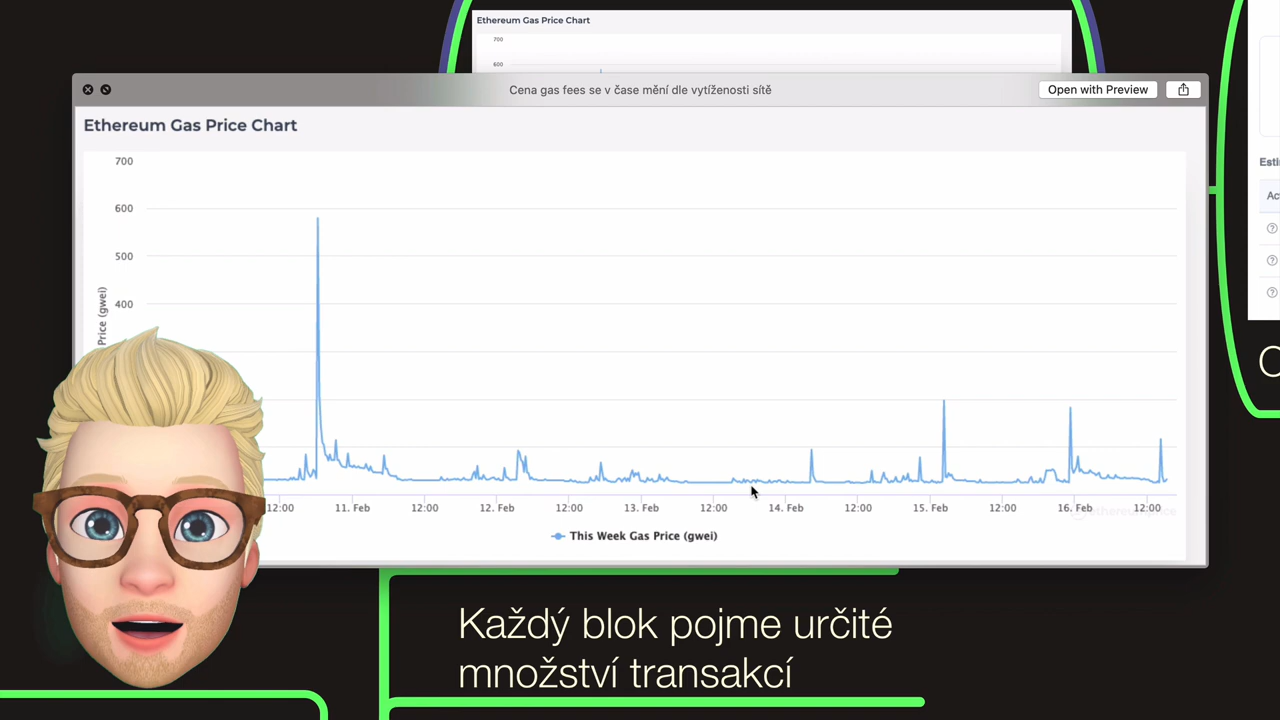 Ethereum Gas Price Chart
700
600
Cena gas fees se v čase mění dle vytíženosti sítě
Open with Preview
Ethereum Gas Price Chart
700
600
500
400
Price (gwei)
12:00
11. Feb
12:00
12. Feb
12:00
13. Feb
12:00
14. Feb
12:00
15. Feb
12:00
16. Feb
12:00
ethereumprice
This Week Gas Price (gwei)
Každý blok pojme určité
množství transakcí